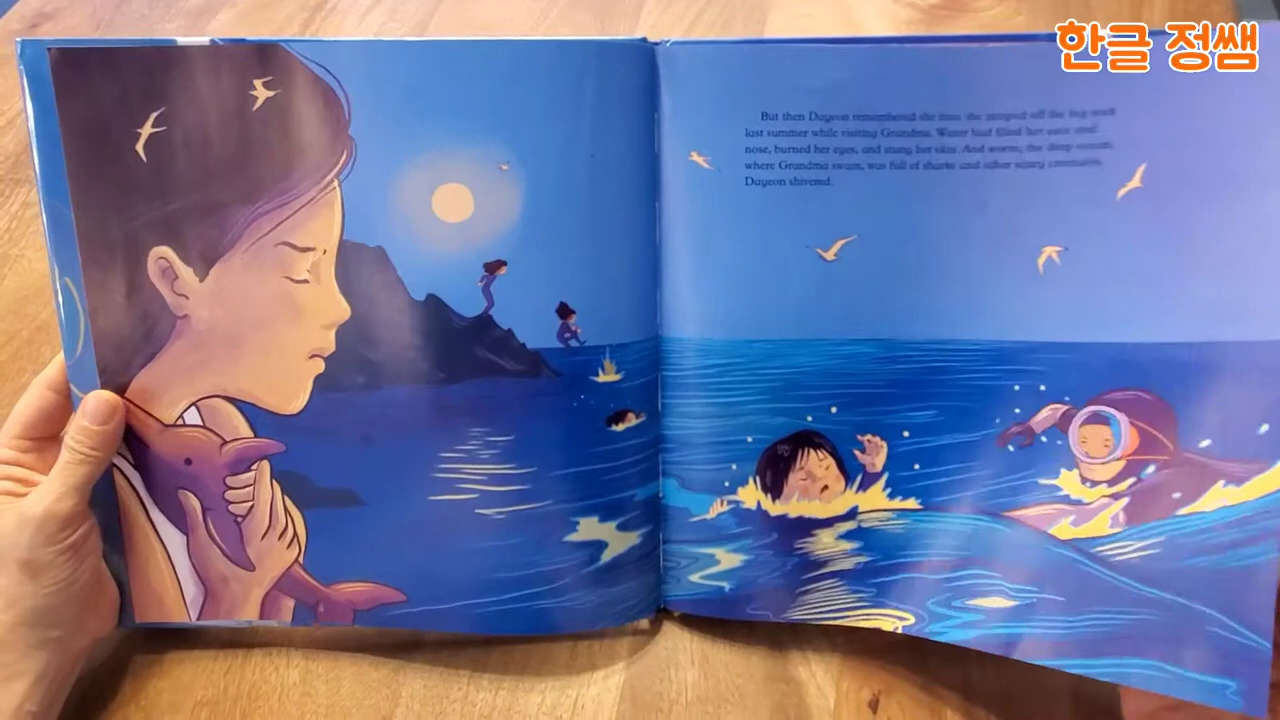 한글 정쌤
But then Dayeon remembered the time she jumped off the big rock
last summer while visiting Grandma. Water had filled her ears and
nose, burned her eyes, and stung her skin. And worse, the deep ocean
where Grandma swam, was full of sharks and other scary creatures.
Dayeon shivered.